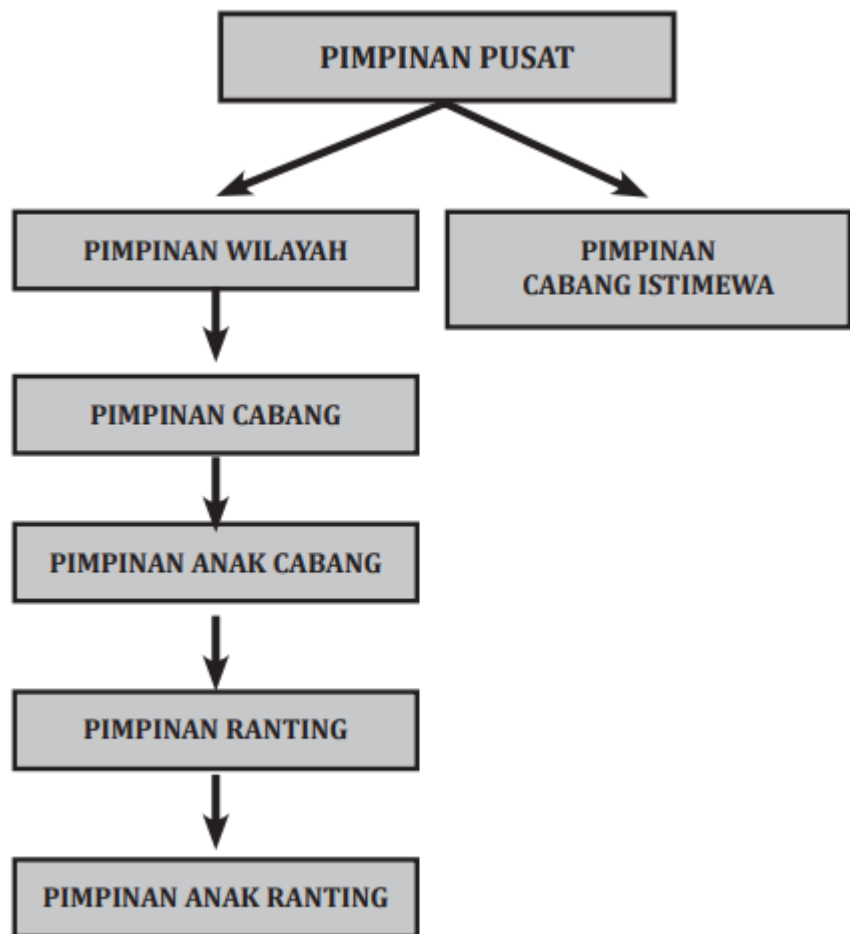 PIMPINAN PUSAT
PIMPINAN WILAYAH
PIMPINAN
CABANG ISTIMEWA
PIMPINAN CABANG
PIMPINAN ANAK CABANG
PIMPINAN RANTING
PIMPINAN ANAK RANTING